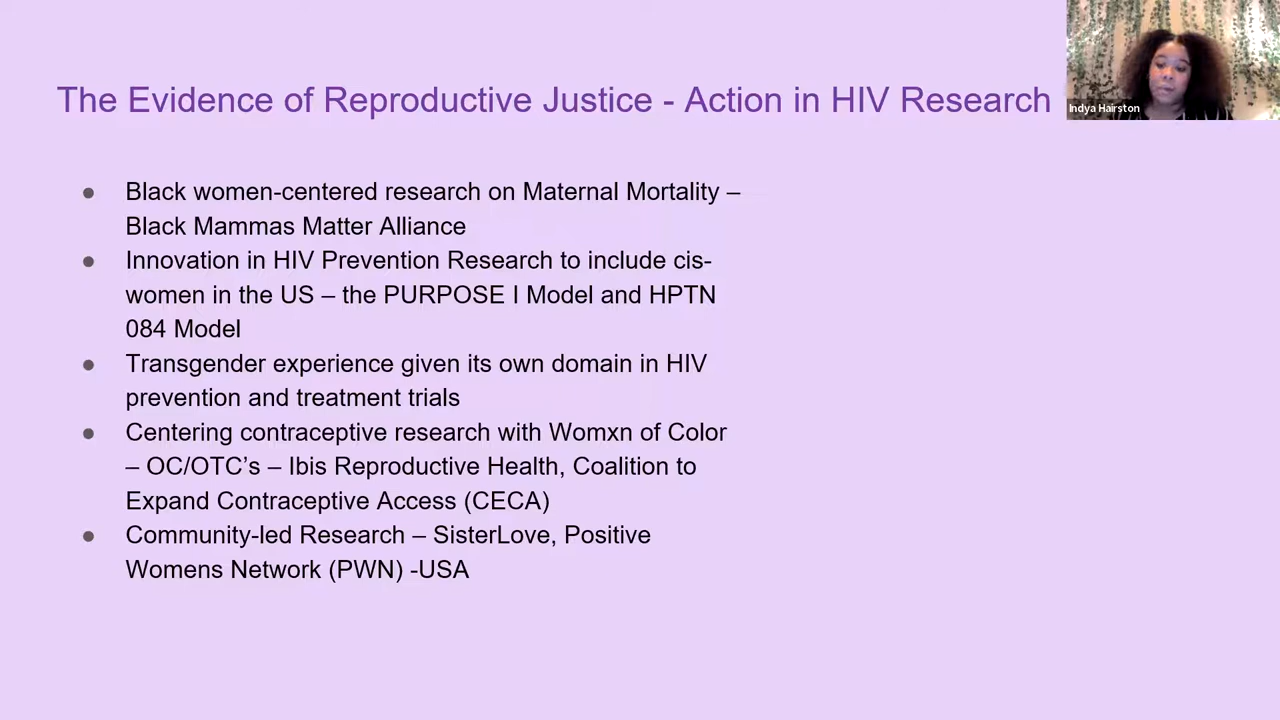 The Evidence of Reproductive Justice - Action in HIV Research
Indya Hairston
● Black women-centered research on Maternal Mortality –
Black Mammas Matter Alliance
● Innovation in HIV Prevention Research to include cis-
women in the US – the PURPOSE I Model and HPTN
084 Model
● Transgender experience given its own domain in HIV
prevention and treatment trials
● Centering contraceptive research with Womxn of Color
– OC/OTC’s – Ibis Reproductive Health, Coalition to
Expand Contraceptive Access (CECA)
● Community-led Research – SisterLove, Positive
Womens Network (PWN) -USA